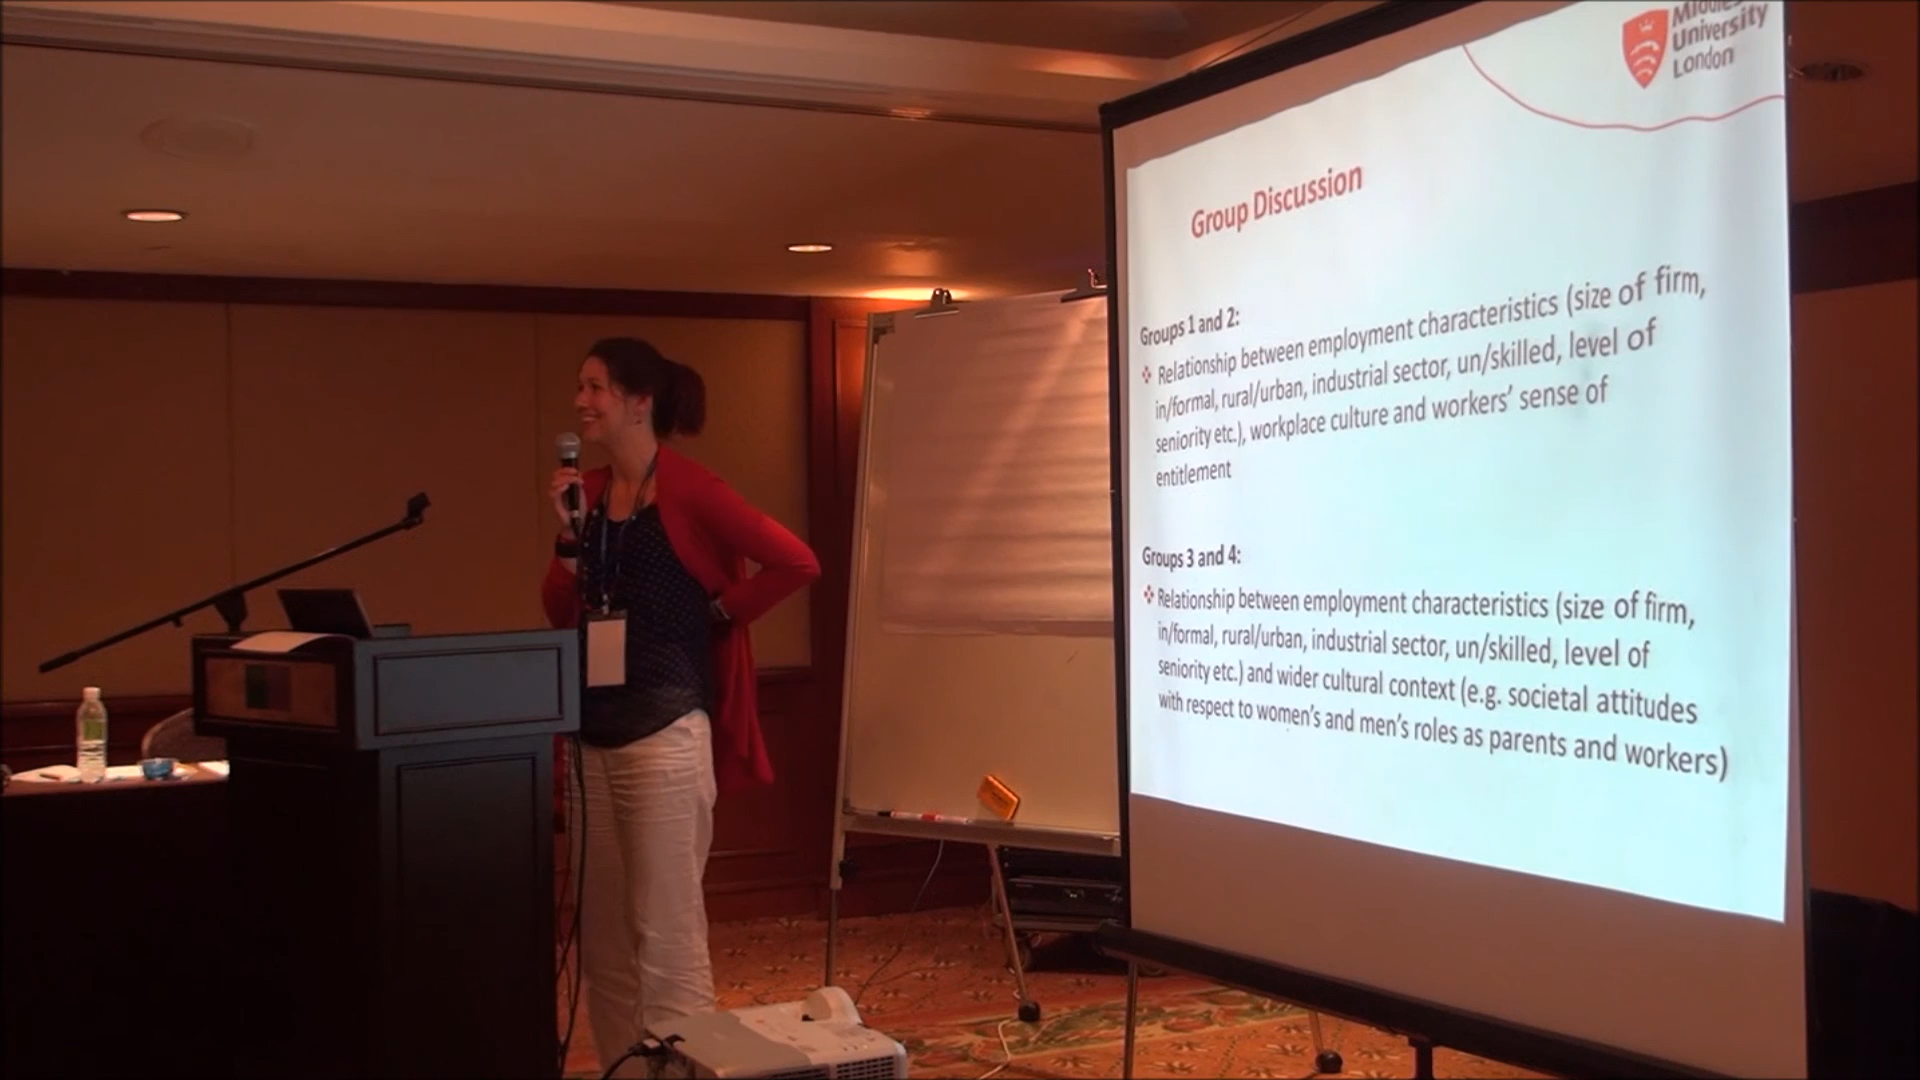 University
London
Group Discussion
Groups 1 and 2:
Relationship between employment characteristics (size of firm,
in/formal, rural/urban, industrial sector, un/skilled, level of
seniority etc.), workplace culture and workers' sense of
entitlement
Groups 3 and 4:
Relationship between employment characteristics (size of firm,
in/formal, rural/urban, industrial sector, un/skilled, level of
seniority etc.) and wider cultural context (e.g. societal attitudes
with respect to women's and men's roles as parents and workers)